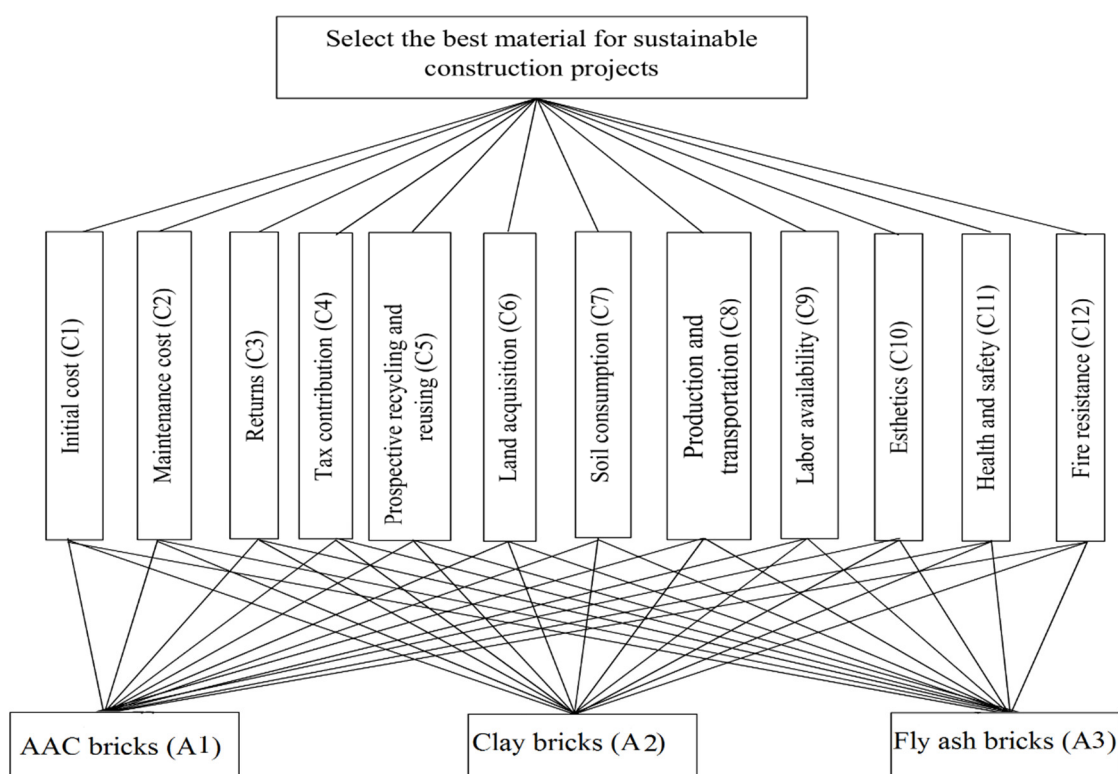 Select the best material for sustainable
construction projects
Initial cost (C1)
Maintenance cost (C2)
Returns (C3)
Tax contribution (C4)
Prospective recycling and
reusing (C5)
Land acquisition (C6)
Soil consumption (C7)
Production and
transportation (C8)
Labor availability (C9)
Esthetics (C10)
Health and safety (C11)
Fire resistance (C12)
AAC bricks (A1)
Clay bricks (A2)
Fly ash bricks (A3)